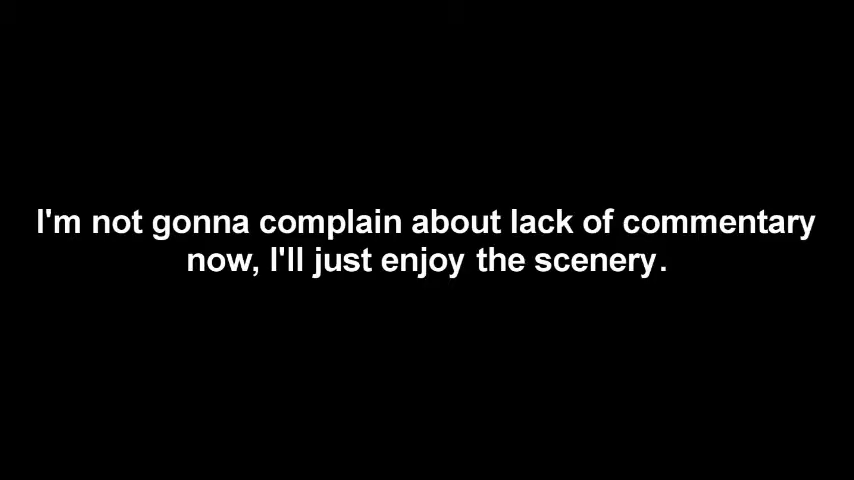 I'm not gonna complain about lack of commentary
now, I'll just enjoy the scenery.